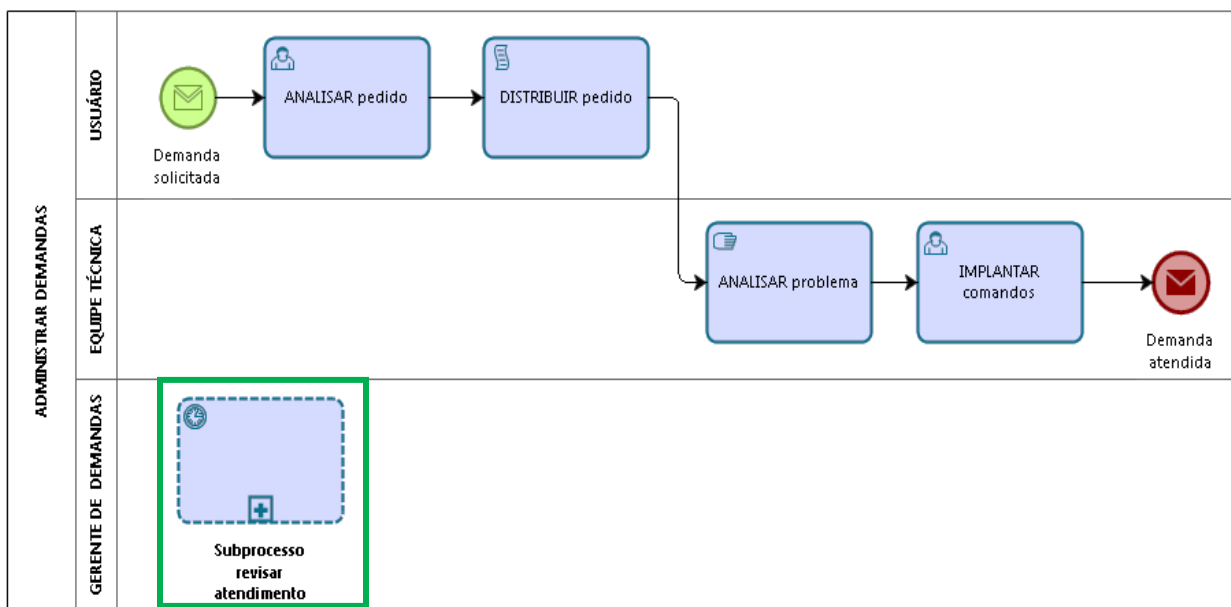 ADMINISTRAR DEMANDAS
USUÁRIO
Demanda
solicitada
ANALISAR pedido
DISTRIBUIR pedido
EQUIPE TÉCNICA
ANALISAR problema
IMPLANTAR
comandos
Demanda
atendida
GERENTE DE DEMANDAS
Subprocesso
revisar
atendimento